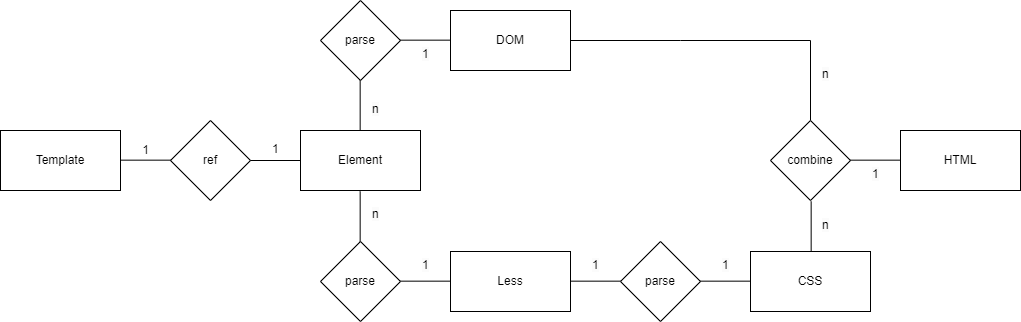 parse
1
DOM
n
n
Template
1
ref
1
Element
combine
1
HTML
n
n
parse
1
Less
1
parse
1
CSS